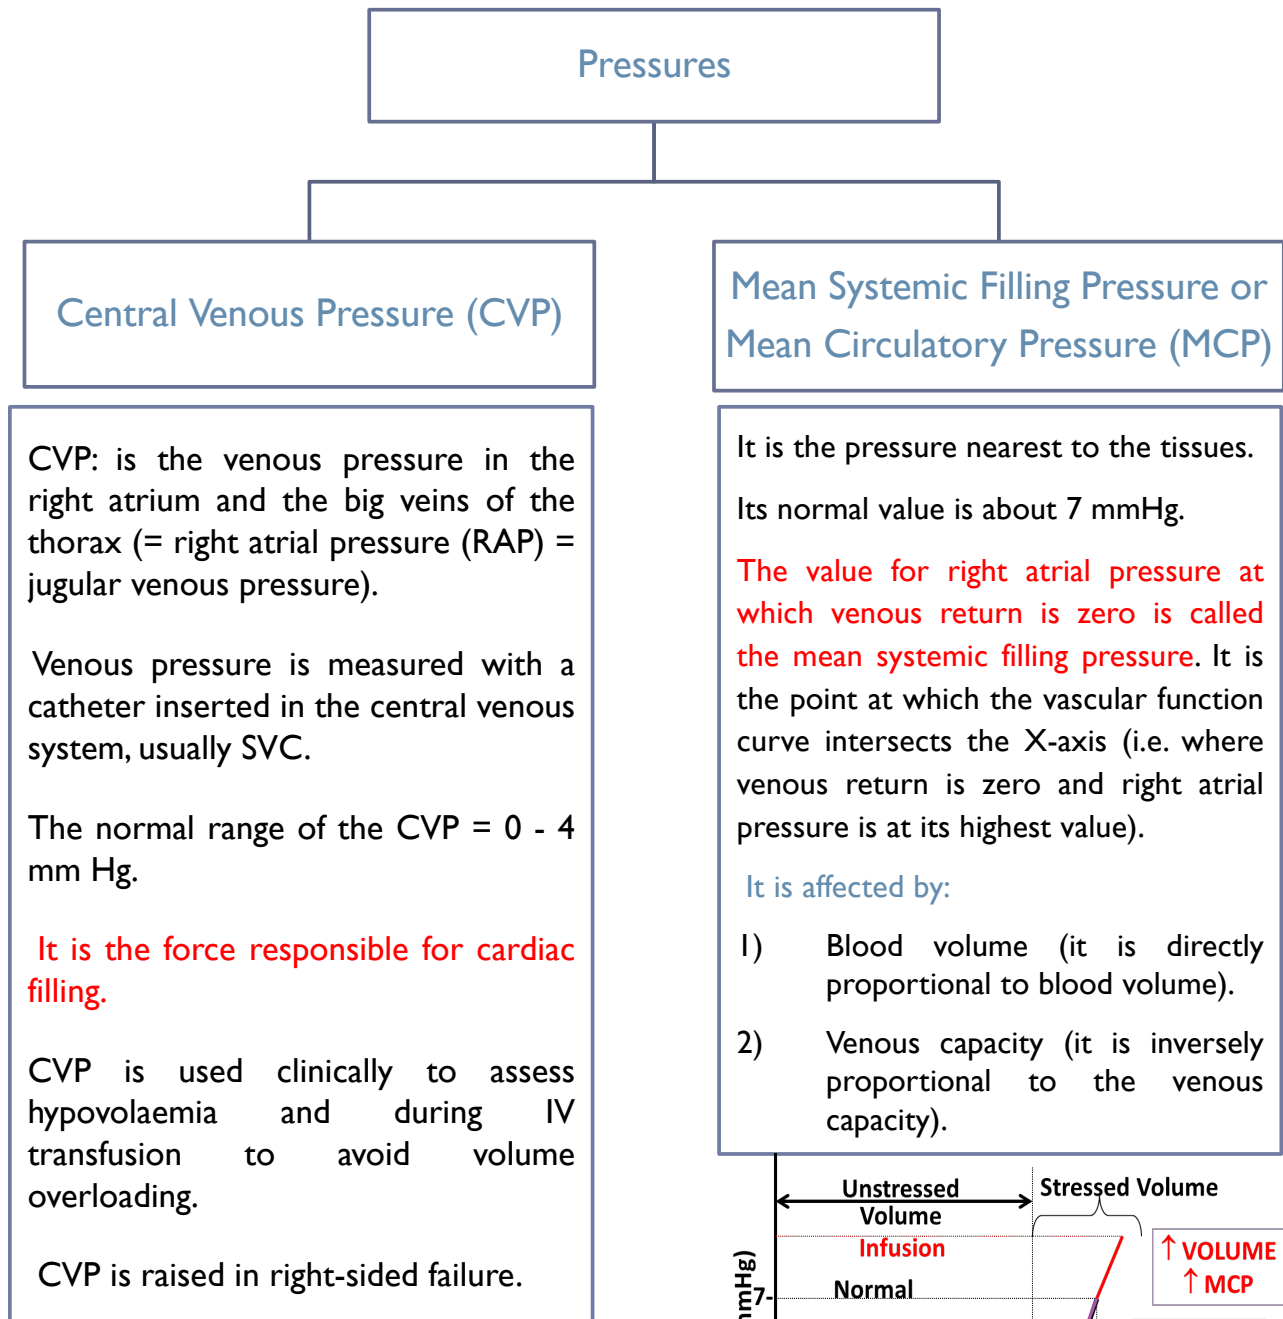 Pressures
Central Venous Pressure (CVP)
Mean Systemic Filling Pressure or
Mean Circulatory Pressure (MCP)
CVP: is the venous pressure in the
right atrium and the big veins of the
thorax (= right atrial pressure (RAP) =
jugular venous pressure).
Venous pressure is measured with a
catheter inserted in the central venous
system, usually SVC.
The normal range of the CVP = 0 - 4
mm Hg.
It is the force responsible for cardiac
filling.
CVP is used clinically to assess
hypovolaemia and during IV
transfusion to avoid volume
overloading.
CVP is raised in right-sided failure.
It is the pressure nearest to the tissues.
Its normal value is about 7 mmHg.
The value for right atrial pressure at
which venous return is zero is called
the mean systemic filling pressure. It is
the point at which the vascular function
curve intersects the X-axis (i.e. where
venous return is zero and right atrial
pressure is at its highest value).
It is affected by:
1) Blood volume (it is directly
proportional to blood volume).
2) Venous capacity (it is inversely
proportional to the venous
capacity).
Unstressed
Volume
Stressed Volume
Infusion
↑ VOLUME
↑ MCP
Normal
7-
mmHg)